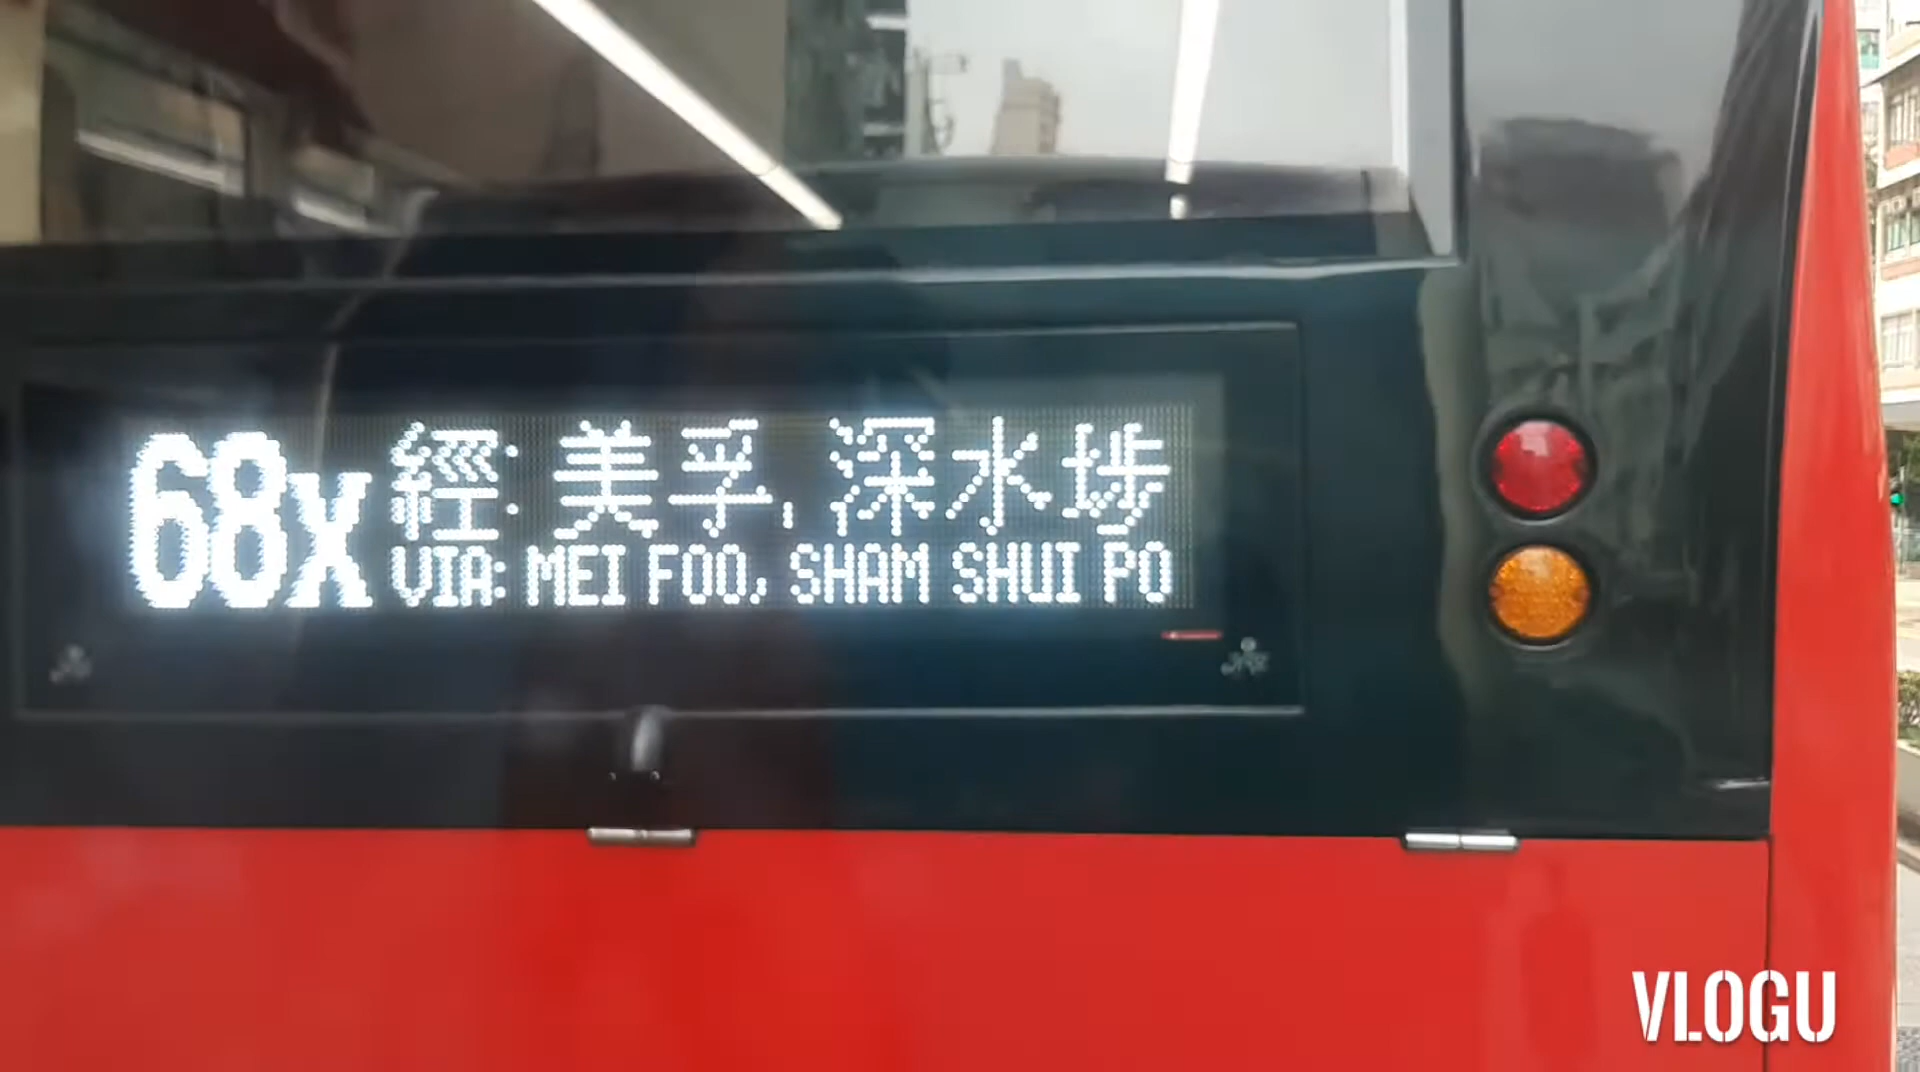 68x
經: 美孚, 深水埗
VIA: MEI FOO, SHAM SHUI PO
VLOGU